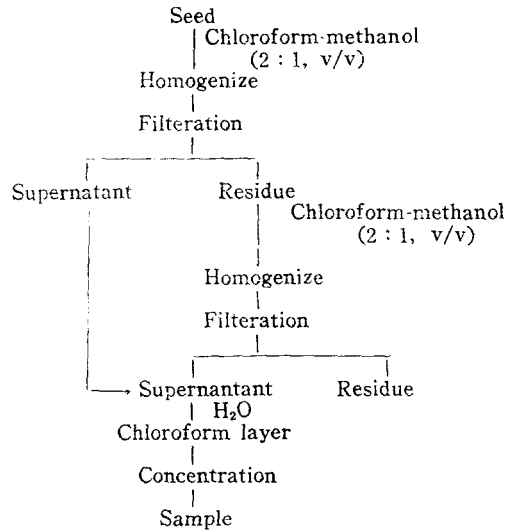 Seed
Chloroform-methanol
(2 : 1, v/v)
Homogenize
Filteration
Supernatant
Residue
Chloroform-methanol
(2 : 1, v/v)
Homogenize
Filteration
Supernantant
Residue
H₂O
Chloroform layer
Concentration
Sample